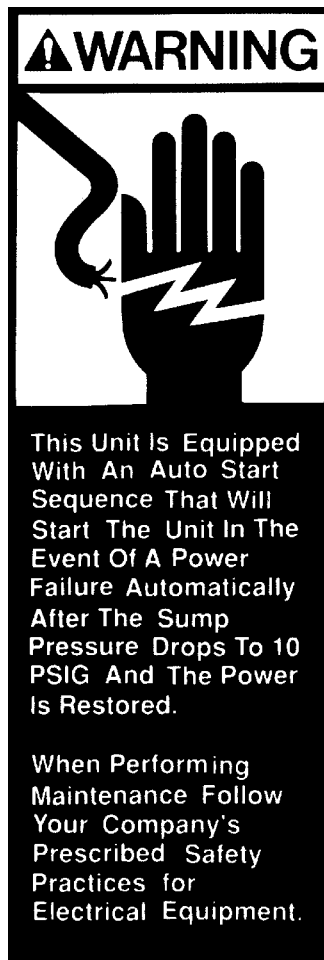 WARNING
This Unit Is Equipped
With An Auto Start
Sequence That Will
Start The Unit In The
Event Of A Power
Failure Automatically
After The Sump
Pressure Drops To 10
PSIG And The Power
Is Restored.
When Performing
Maintenance Follow
Your Company's
Prescribed Safety
Practices for
Electrical Equipment.